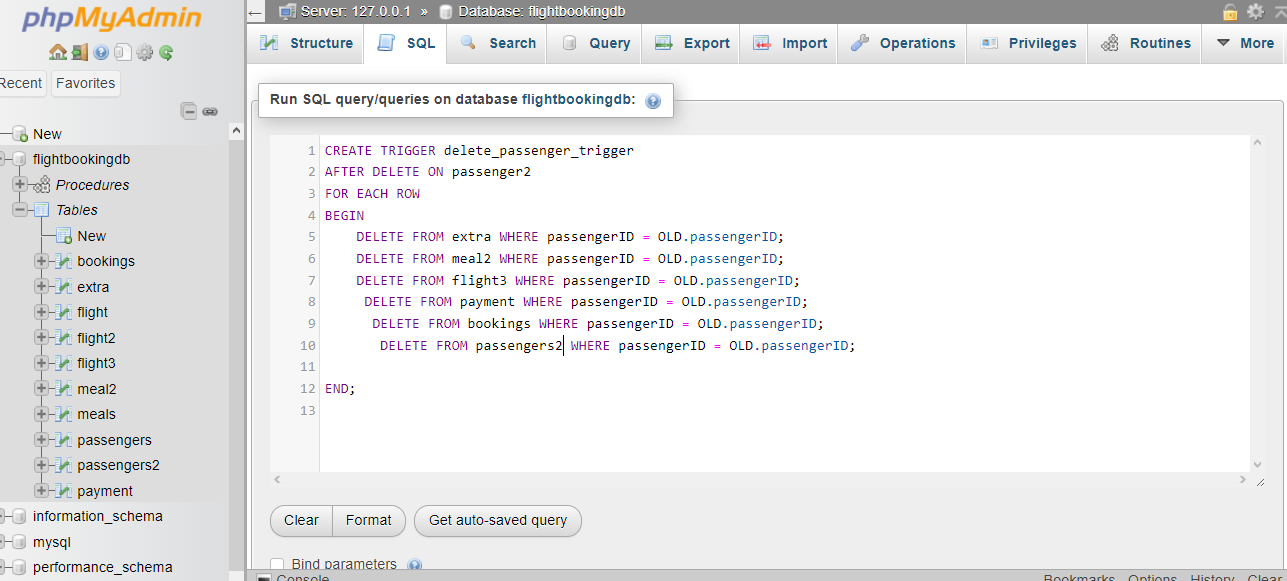 phpMyAdmin
Recent Favorites
New
flightbookingdb
Procedures
Tables
New
bookings
extra
flight
flight2
flight3
meal2
meals
passengers
passengers2
payment
information_schema
mysql
performance_schema
Server: 127.0.0.1 » Database: flightbookingdb
Structure SQL Search Query Export Import Operations Privileges Routines More
Run SQL query/queries on database flightbookingdb:
1 CREATE TRIGGER delete_passenger_trigger
2 AFTER DELETE ON passenger2
3 FOR EACH ROW
4 BEGIN
5 DELETE FROM extra WHERE passengerID = OLD.passengerID;
6 DELETE FROM meal2 WHERE passengerID = OLD.passengerID;
7 DELETE FROM flight3 WHERE passengerID = OLD.passengerID;
8 DELETE FROM payment WHERE passengerID = OLD.passengerID;
9 DELETE FROM bookings WHERE passengerID = OLD.passengerID;
10 DELETE FROM passengers2 WHERE passengerID = OLD.passengerID;
11
12 END;
13
Clear Format Get auto-saved query
Bind parameters
Console Bookmarks Options History Clear